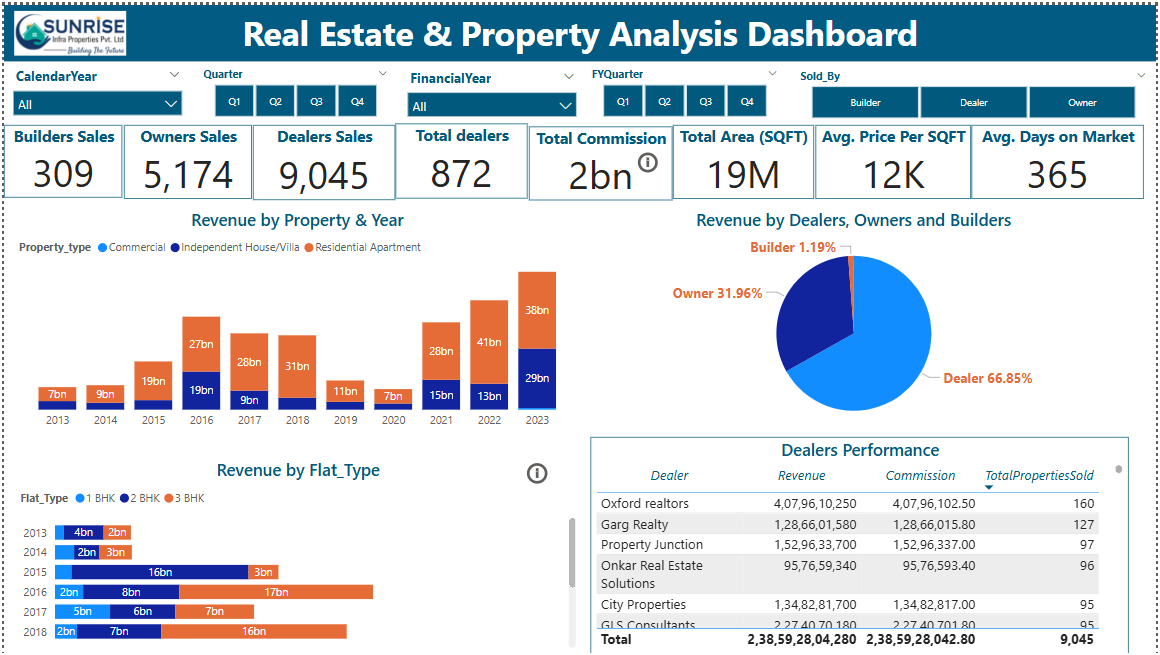 SUNRISE
Infra Properties Pvt. Ltd
Building The Future
Real Estate & Property Analysis Dashboard
CalendarYear
All
Quarter
Q1 Q2 Q3 Q4
FinancialYear
All
FYQuarter
Q1 Q2 Q3 Q4
Sold_By
Builder Dealer Owner
Builders Sales
309
Owners Sales
5,174
Dealers Sales
9,045
Total dealers
872
Total Commission
2bn
Total Area (SQFT)
19M
Avg. Price Per SQFT
12K
Avg. Days on Market
365
Revenue by Property & Year
Property_type Commercial Independent House/Villa Residential Apartment
7bn
9bn
19bn
27bn
19bn
28bn
9bn
31bn
11bn
7bn
28bn
15bn
41bn
13bn
38bn
29bn
2013 2014 2015 2016 2017 2018 2019 2020 2021 2022 2023
Revenue by Dealers, Owners and Builders
Builder 1.19%
Owner 31.96%
Dealer 66.85%
Revenue by Flat_Type
Flat_Type 1 BHK 2 BHK 3 BHK
2013 4bn 2bn
2014 2bn 3bn
2015 16bn 3bn
2016 2bn 8bn 17bn
2017 5bn 6bn 7bn
2018 2bn 7bn 16bn
Dealers Performance
Dealer Revenue Commission TotalPropertiesSold
Oxford realtors 4,07,96,10,250 4,07,96,102.50 160
Garg Realty 1,28,66,01,580 1,28,66,015.80 127
Property Junction 1,52,96,33,700 1,52,96,337.00 97
Onkar Real Estate 95,76,59,340 95,76,593.40 96
Solutions
City Properties 1,34,82,81,700 1,34,82,817.00 95
GLS Consultants 2,27,40,70,180 2,27,40,701.80 95
Total 2,38,59,28,04,280 2,38,59,28,042.80 9,045